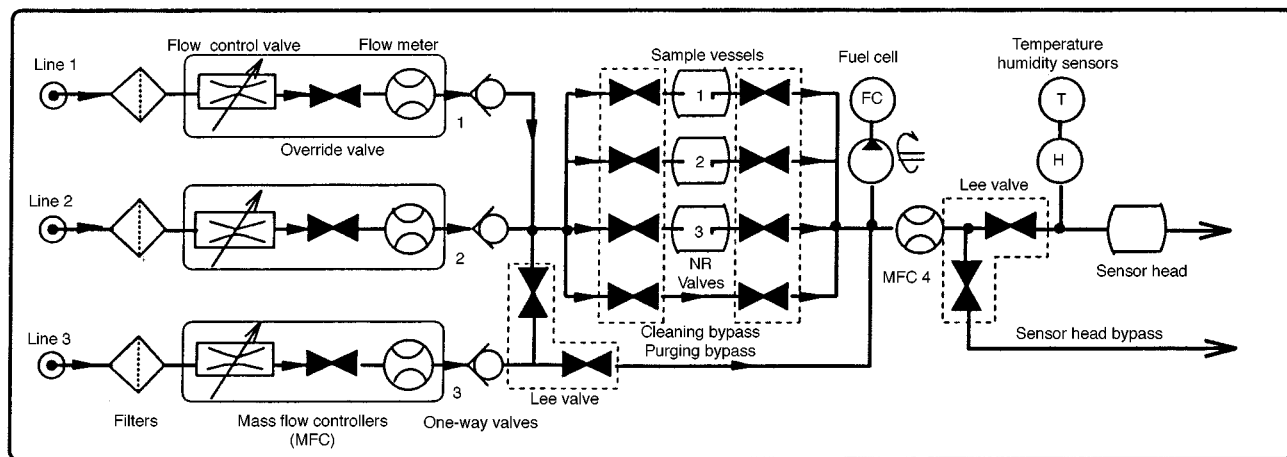 Flow control valve
Flow meter
Sample vessels
Fuel cell
Temperature
humidity sensors
Line 1
1
FC
T
1
Override valve
2
H
Line 2
Lee valve
3
2
NR
Valves
MFC 4
Sensor head
Line 3
Cleaning bypass
Purging bypass
Sensor head bypass
3
Lee valve
Filters
Mass flow controllers
(MFC)
One-way valves